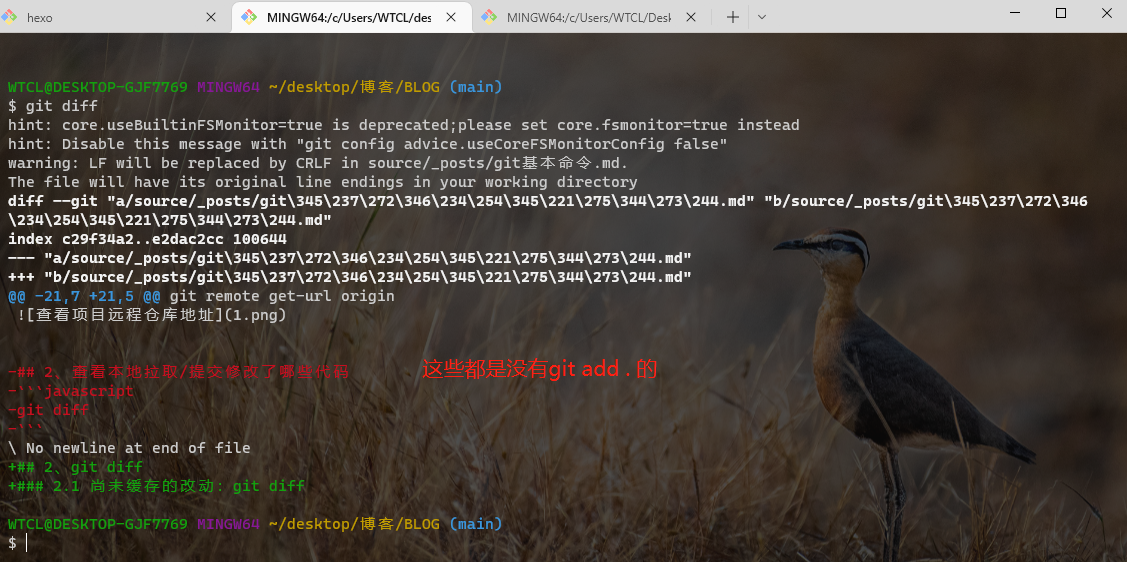 hexo
MINGW64:/c/Users/WTCL/des
MINGW64:/c/Users/WTCL/Desk
WTCL@DESKTOP-GJF7769 MINGW64 ~/desktop/博客/BLOG (main)
$ git diff
hint: core.useBuiltinFSMonitor=true is deprecated;please set core.fsmonitor=true instead
hint: Disable this message with "git config advice.useCoreFSMonitorConfig false"
warning: LF will be replaced by CRLF in source/_posts/git基本命令.md.
The file will have its original line endings in your working directory
diff --git "a/source/_posts/git\345\237\272\346\234\254\345\221\275\344\273\244.md" "b/source/_posts/git\345\237\272\346
\234\254\345\221\275\344\273\244.md"
index c29f34a2..e2dac2cc 100644
--- "a/source/_posts/git\345\237\272\346\234\254\345\221\275\344\273\244.md"
+++ "b/source/_posts/git\345\237\272\346\234\254\345\221\275\344\273\244.md"
@@ -21,7 +21,5 @@ git remote get-url origin
![查看项目远程仓库地址](1.png)
-## 2、查看本地拉取/提交修改了哪些代码
这些都是没有git add . 的
-```javascript
-git diff
-```
\ No newline at end of file
+## 2、git diff
+### 2.1 尚未缓存的改动: git diff
WTCL@DESKTOP-GJF7769 MINGW64 ~/desktop/博客/BLOG (main)
$